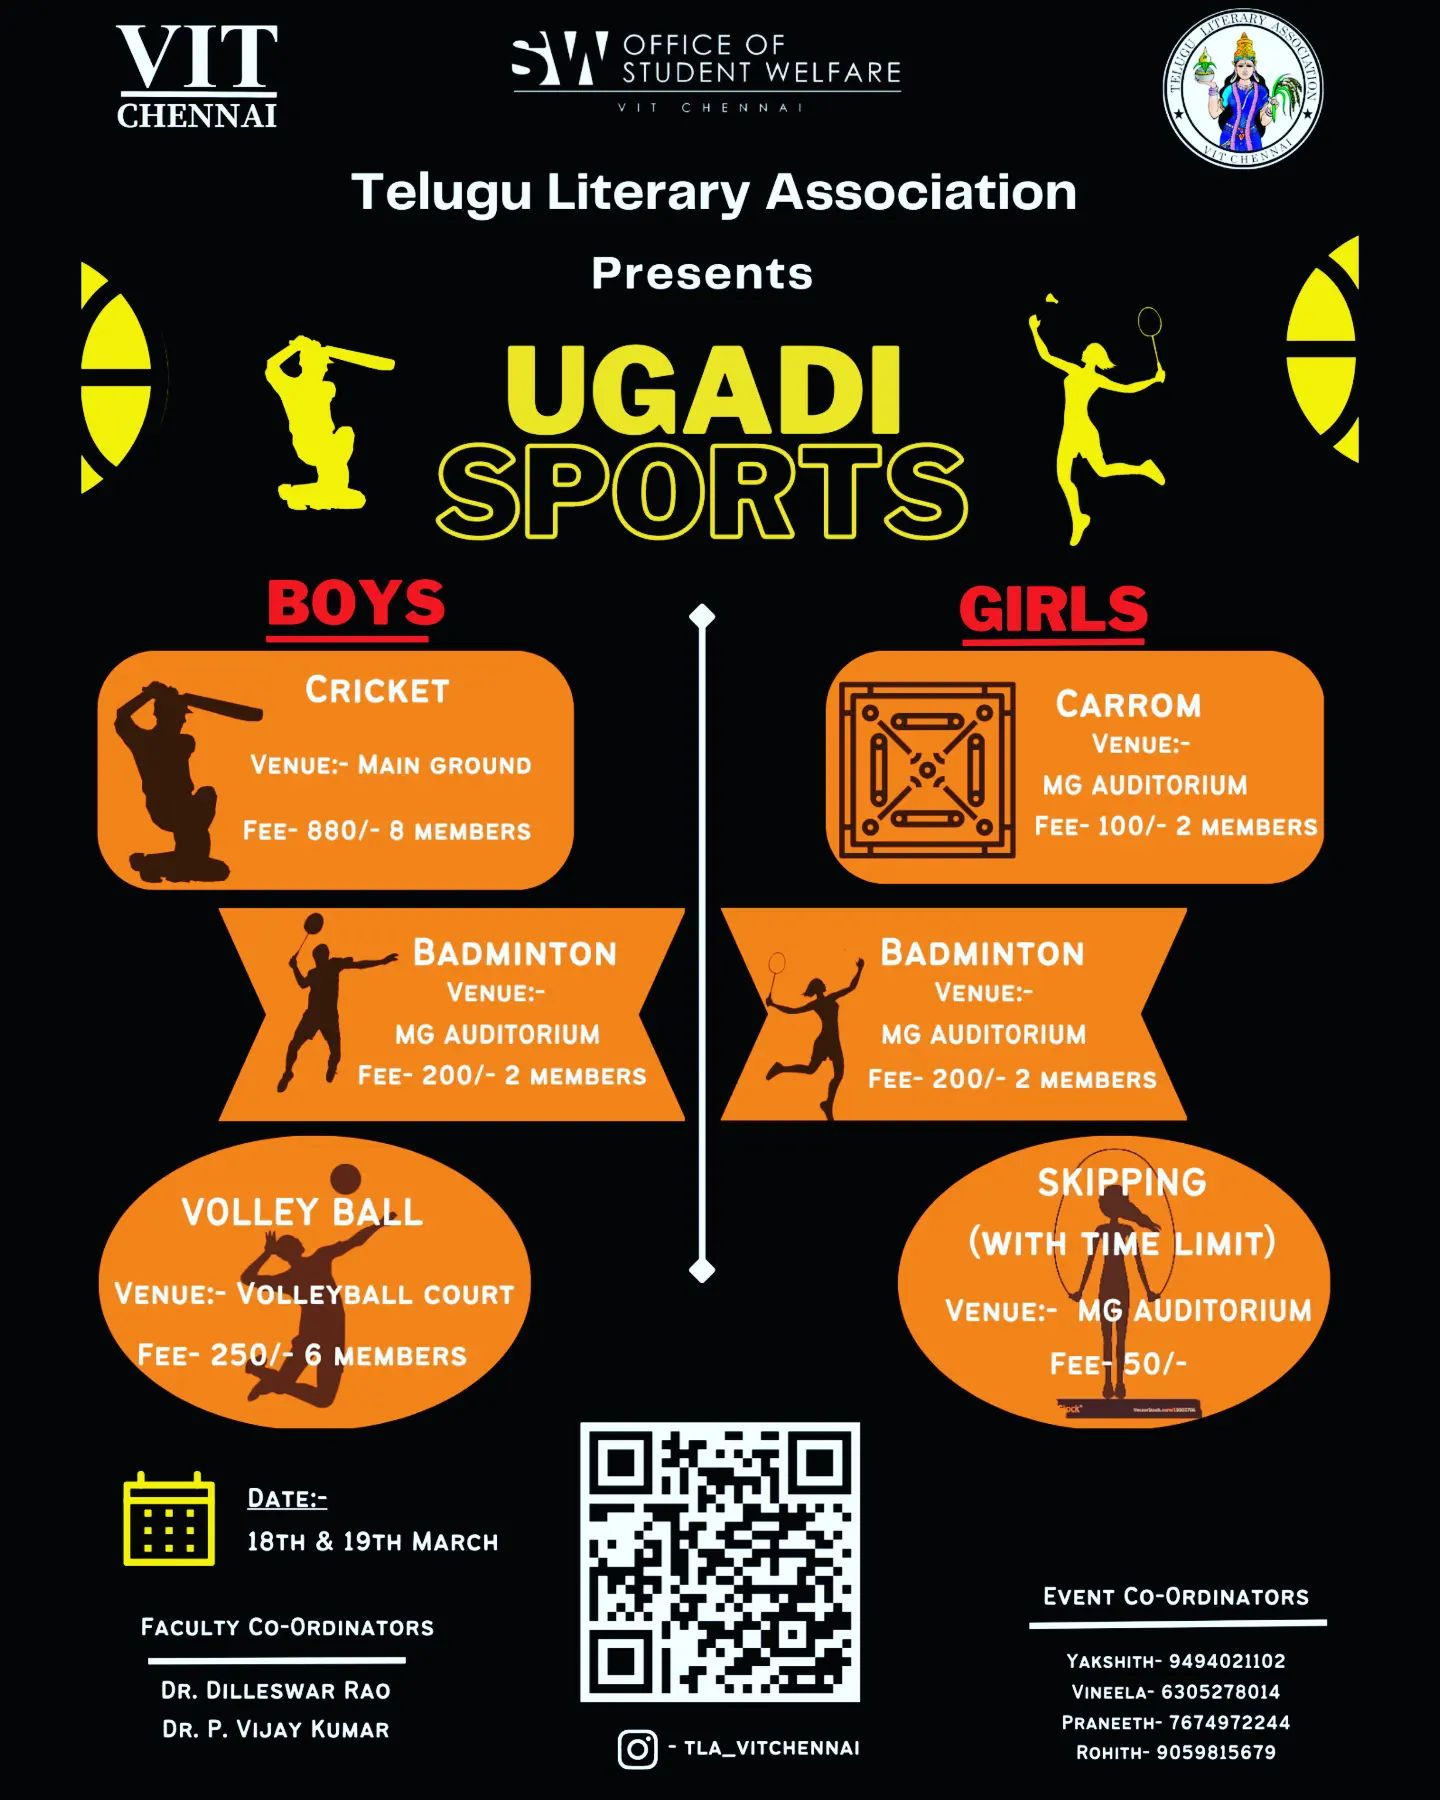 VIT
CHENNAI
SW OFFICE OF
STUDENT WELFARE
VIT CHENNAI
TELUGU LITERARY ASSOCIATION
VIT CHENNAI
Telugu Literary Association
Presents
UGADI
SPORTS
BOYS
CRICKET
VENUE:- MAIN GROUND
FEE- 880/- 8 MEMBERS
BADMINTON
VENUE:-
MG AUDITORIUM
FEE- 200/- 2 MEMBERS
VOLLEY BALL
VENUE:- VOLLEYBALL COURT
FEE- 250/- 6 MEMBERS
GIRLS
CARROM
VENUE:-
MG AUDITORIUM
FEE- 100/- 2 MEMBERS
BADMINTON
VENUE:-
MG AUDITORIUM
FEE- 200/- 2 MEMBERS
SKIPPING
(WITH TIME LIMIT)
VENUE:- MG AUDITORIUM
FEE- 50/-
DATE:-
18TH & 19TH MARCH
FACULTY CO-ORDINATORS
DR. DILLESWAR RAO
DR. P. VIJAY KUMAR
- TLA_VITCHENNAI
EVENT CO-ORDINATORS
YAKSHITH- 9494021102
VINEELA- 6305278014
PRANEETH- 7674972244
ROHITH- 9059815679